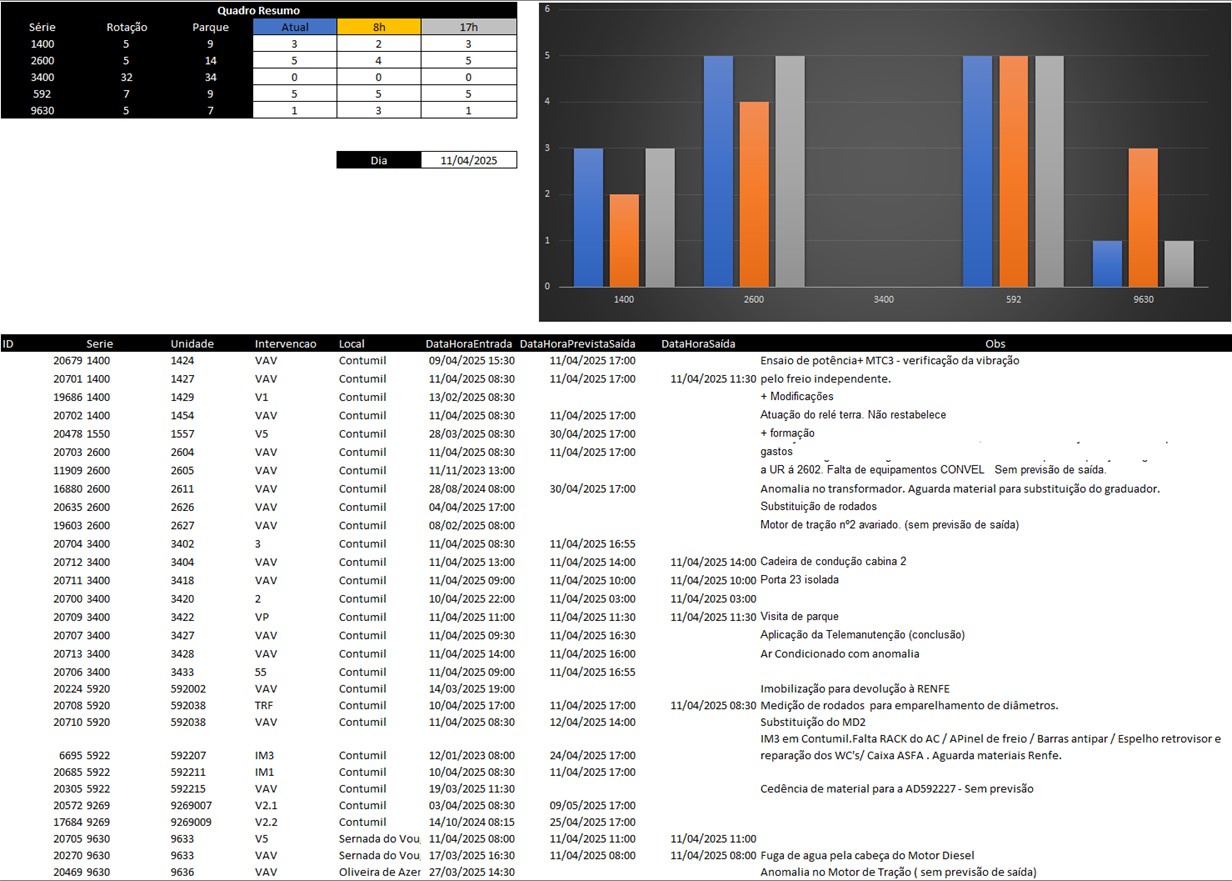 Quadro Resumo
Série Rotação Parque Atual 8h 17h
1400 5 9 3 2 3
2600 5 14 5 4 5
3400 32 34 0 0 0
592 7 9 5 5 5
9630 5 7 1 3 1
Dia 11/04/2025
6
5
4
3
2
1
0
1400 2600 3400 592 9630
ID Serie Unidade Intervencao Local DataHoraEntrada DataHoraPrevistaSaída DataHoraSaída Obs
20679 1400 1424 VAV Contumil 09/04/2025 15:30 11/04/2025 17:00 Ensaio de potência+ MTC3 - verificação da vibração
20701 1400 1427 VAV Contumil 11/04/2025 08:30 11/04/2025 17:00 11/04/2025 11:30 pelo freio independente.
19686 1400 1429 V1 Contumil 13/02/2025 08:30 + Modificações
20702 1400 1454 VAV Contumil 11/04/2025 08:30 11/04/2025 17:00 Atuação do relé terra. Não restabelece
20478 1550 1557 V5 Contumil 28/03/2025 08:30 30/04/2025 17:00 + formação
20703 2600 2604 VAV Contumil 11/04/2025 08:30 11/04/2025 17:00 gastos
11909 2600 2605 VAV Contumil 11/11/2023 13:00 a UR á 2602. Falta de equipamentos CONVEL Sem previsão de saída.
16880 2600 2611 VAV Contumil 28/08/2024 08:00 30/04/2025 17:00 Anomalia no transformador. Aguarda material para substituição do graduador.
20635 2600 2626 VAV Contumil 04/04/2025 17:00 Substituição de rodados
19603 2600 2627 VAV Contumil 08/02/2025 08:00 Motor de tração nº2 avariado. (sem previsão de saída)
20704 3400 3402 3 Contumil 11/04/2025 08:30 11/04/2025 16:55
20712 3400 3404 VAV Contumil 11/04/2025 13:00 11/04/2025 14:00 11/04/2025 14:00 Cadeira de condução cabina 2
20711 3400 3418 VAV Contumil 11/04/2025 09:00 11/04/2025 10:00 11/04/2025 10:00 Porta 23 isolada
20700 3400 3420 2 Contumil 10/04/2025 22:00 11/04/2025 03:00 11/04/2025 03:00
20709 3400 3422 VP Contumil 11/04/2025 11:00 11/04/2025 11:30 11/04/2025 11:30 Visita de parque
20707 3400 3427 VAV Contumil 11/04/2025 09:30 11/04/2025 16:30 Aplicação da Telemanutenção (conclusão)
20713 3400 3428 VAV Contumil 11/04/2025 14:00 11/04/2025 16:00 Ar Condicionado com anomalia
20706 3400 3433 55 Contumil 11/04/2025 09:00 11/04/2025 16:55
20224 5920 592002 VAV Contumil 14/03/2025 19:00 Imobilização para devolução à RENFE
20708 5920 592038 TRF Contumil 10/04/2025 17:00 11/04/2025 17:00 11/04/2025 08:30 Medição de rodados para emparelhamento de diâmetros.
20710 5920 592038 VAV Contumil 11/04/2025 08:30 12/04/2025 14:00 Substituição do MD2
IM3 em Contumil.Falta RACK do AC / APinel de freio / Barras antipar / Espelho retrovisor e
6695 5922 592207 IM3 Contumil 12/01/2023 08:00 24/04/2025 17:00 reparação dos WC's/ Caixa ASFA . Aguarda materiais Renfe.
20685 5922 592211 IM1 Contumil 10/04/2025 08:30 11/04/2025 17:00
20305 5922 592215 VAV Contumil 19/03/2025 11:30 Cedência de material para a AD592227 - Sem previsão
20572 9269 9269007 V2.1 Contumil 03/04/2025 08:30 09/05/2025 17:00
17684 9269 9269009 V2.2 Contumil 14/10/2024 08:15 25/04/2025 17:00
20705 9630 9633 V5 Sernada do Vou 11/04/2025 08:00 11/04/2025 11:00 11/04/2025 11:00
20270 9630 9633 VAV Sernada do Vou 17/03/2025 16:30 11/04/2025 08:00 11/04/2025 08:00 Fuga de agua pela cabeça do Motor Diesel
20469 9630 9636 VAV Oliveira de Azer 27/03/2025 14:30 Anomalia no Motor de Tração ( sem previsão de saída)